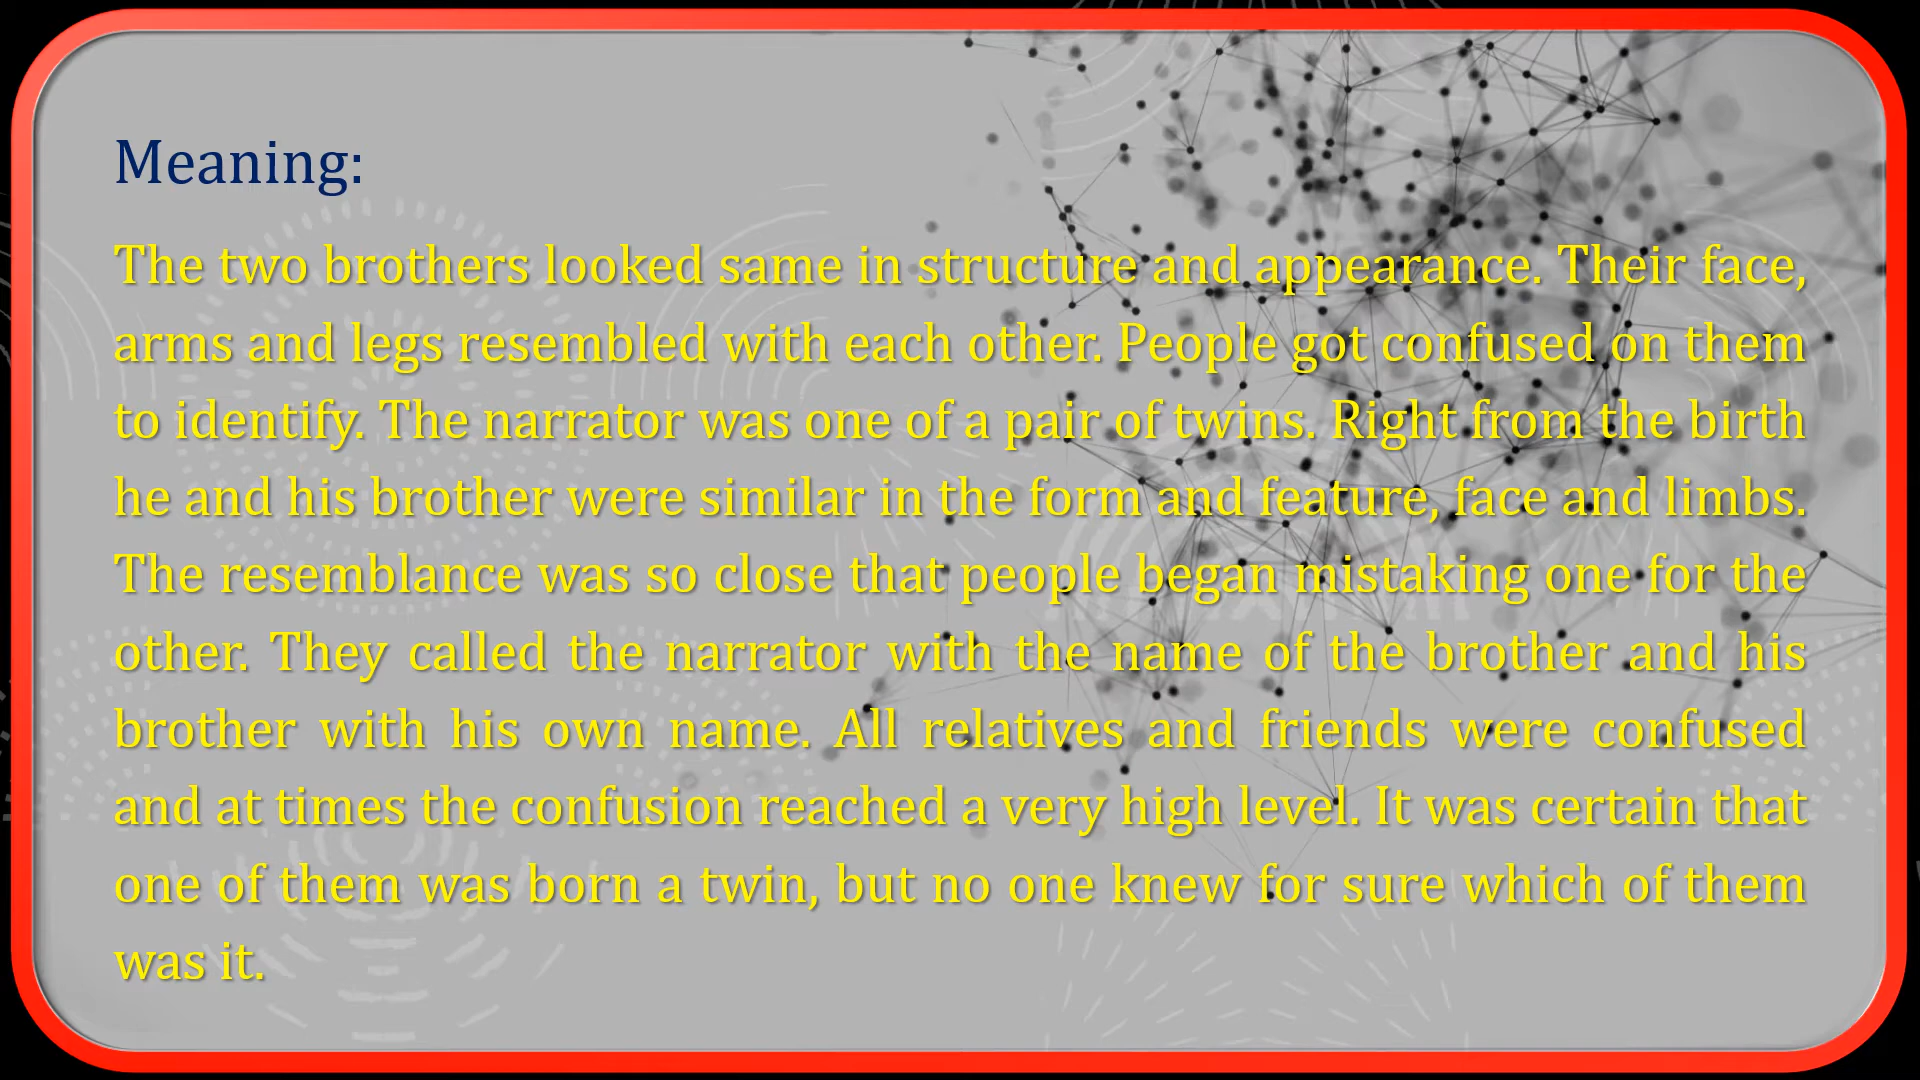 Meaning:
The two brothers looked same in structure and appearance. Their face,
arms and legs resembled with each other. People got confused on them
to identify. The narrator was one of a pair of twins. Right from the birth
he and his brother were similar in the form and feature, face and limbs.
The resemblance was so close that people began mistaking one for the
other. They called the narrator with the name of the brother and his
brother with his own name. All relatives and friends were confused
and at times the confusion reached a very high level. It was certain that
one of them was born a twin, but no one knew for sure which of them
was it.